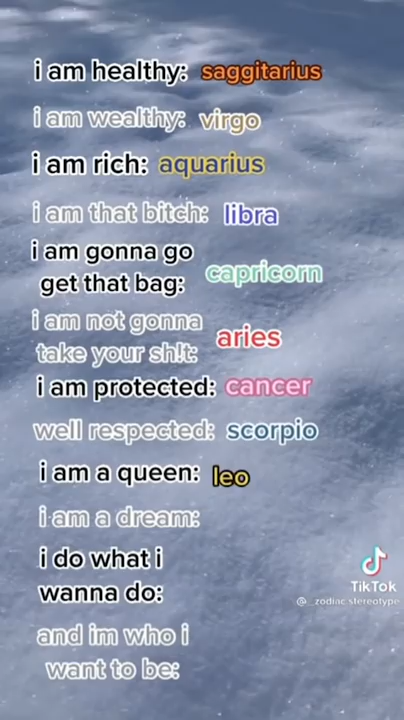 i am healthy: saggitarius
i am wealthy: virgo
i am rich: aquarius
i am that bitch: libra
i am gonna go
get that bag: capricorn
i am not gonna
take your sh!t: aries
i am protected: cancer
well respected: scorpio
i am a queen: leo
i am a dream:
i do what i
wanna do:
and im who i
want to be:
TikTok
@_zodiac.stereotype